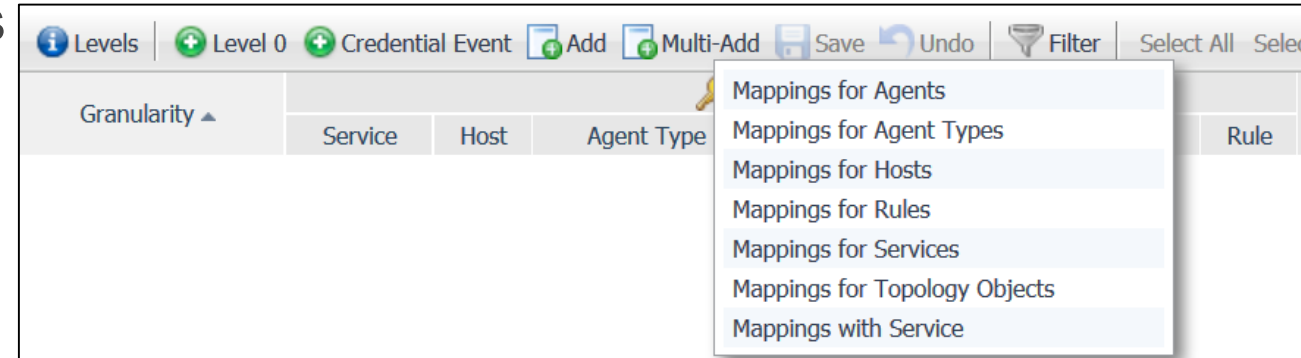 s
Levels Level 0 Credential Event Add Multi-Add Save Undo Filter Select All
Granularity
Service Host Agent Type Rule
Mappings for Agents
Mappings for Agent Types
Mappings for Hosts
Mappings for Rules
Mappings for Services
Mappings for Topology Objects
Mappings with Service